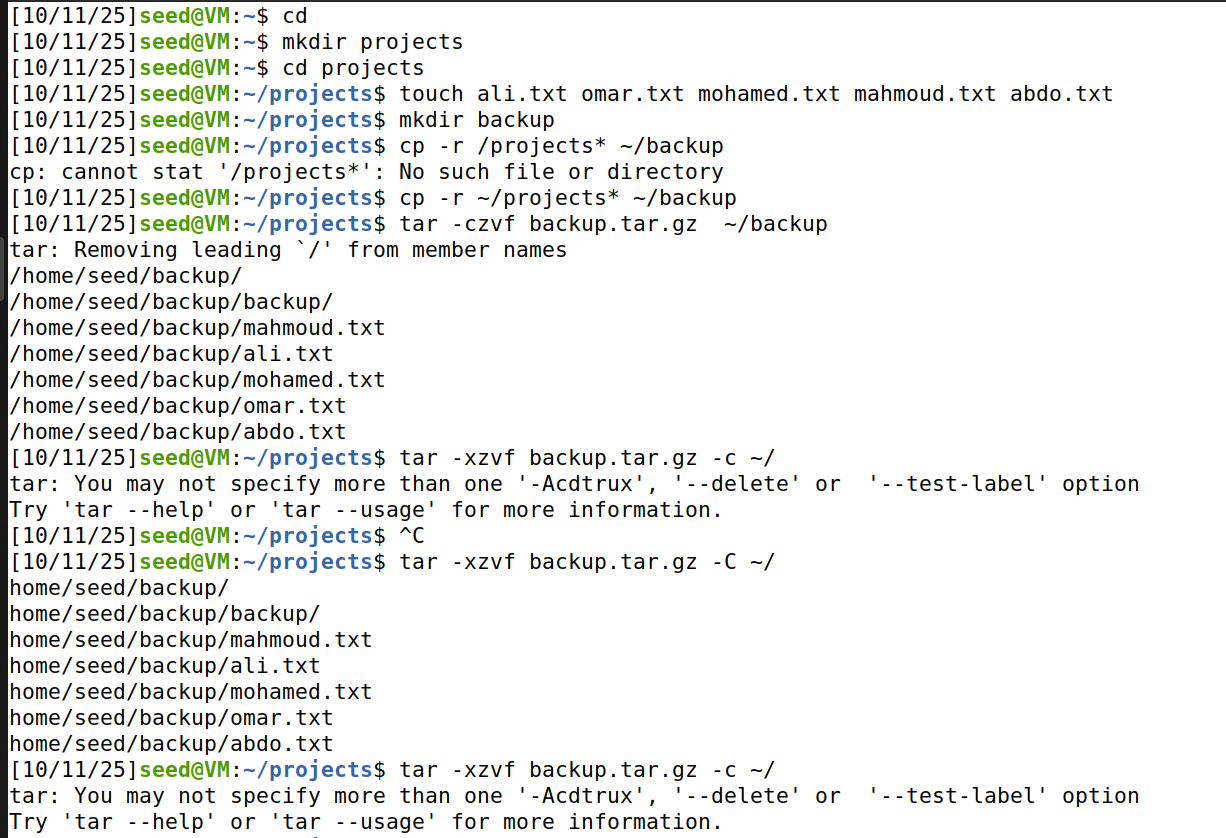 [10/11/25]seed@VM:~$ cd
[10/11/25]seed@VM:~$ mkdir projects
[10/11/25]seed@VM:~$ cd projects
[10/11/25]seed@VM:~/projects$ touch ali.txt omar.txt mohamed.txt mahmoud.txt abdo.txt
[10/11/25]seed@VM:~/projects$ mkdir backup
[10/11/25]seed@VM:~/projects$ cp -r /projects* ~/backup
cp: cannot stat '/projects*': No such file or directory
[10/11/25]seed@VM:~/projects$ cp -r ~/projects* ~/backup
[10/11/25]seed@VM:~/projects$ tar -czvf backup.tar.gz  ~/backup
tar: Removing leading `/' from member names
/home/seed/backup/
/home/seed/backup/backup/
/home/seed/backup/mahmoud.txt
/home/seed/backup/ali.txt
/home/seed/backup/mohamed.txt
/home/seed/backup/omar.txt
/home/seed/backup/abdo.txt
[10/11/25]seed@VM:~/projects$ tar -xzvf backup.tar.gz -c ~/
tar: You may not specify more than one '-Acdtrux', '--delete' or  '--test-label' option
Try 'tar --help' or 'tar --usage' for more information.
[10/11/25]seed@VM:~/projects$ ^C
[10/11/25]seed@VM:~/projects$ tar -xzvf backup.tar.gz -C ~/
home/seed/backup/
home/seed/backup/backup/
home/seed/backup/mahmoud.txt
home/seed/backup/ali.txt
home/seed/backup/mohamed.txt
home/seed/backup/omar.txt
home/seed/backup/abdo.txt
[10/11/25]seed@VM:~/projects$ tar -xzvf backup.tar.gz -c ~/
tar: You may not specify more than one '-Acdtrux', '--delete' or  '--test-label' option
Try 'tar --help' or 'tar --usage' for more information.